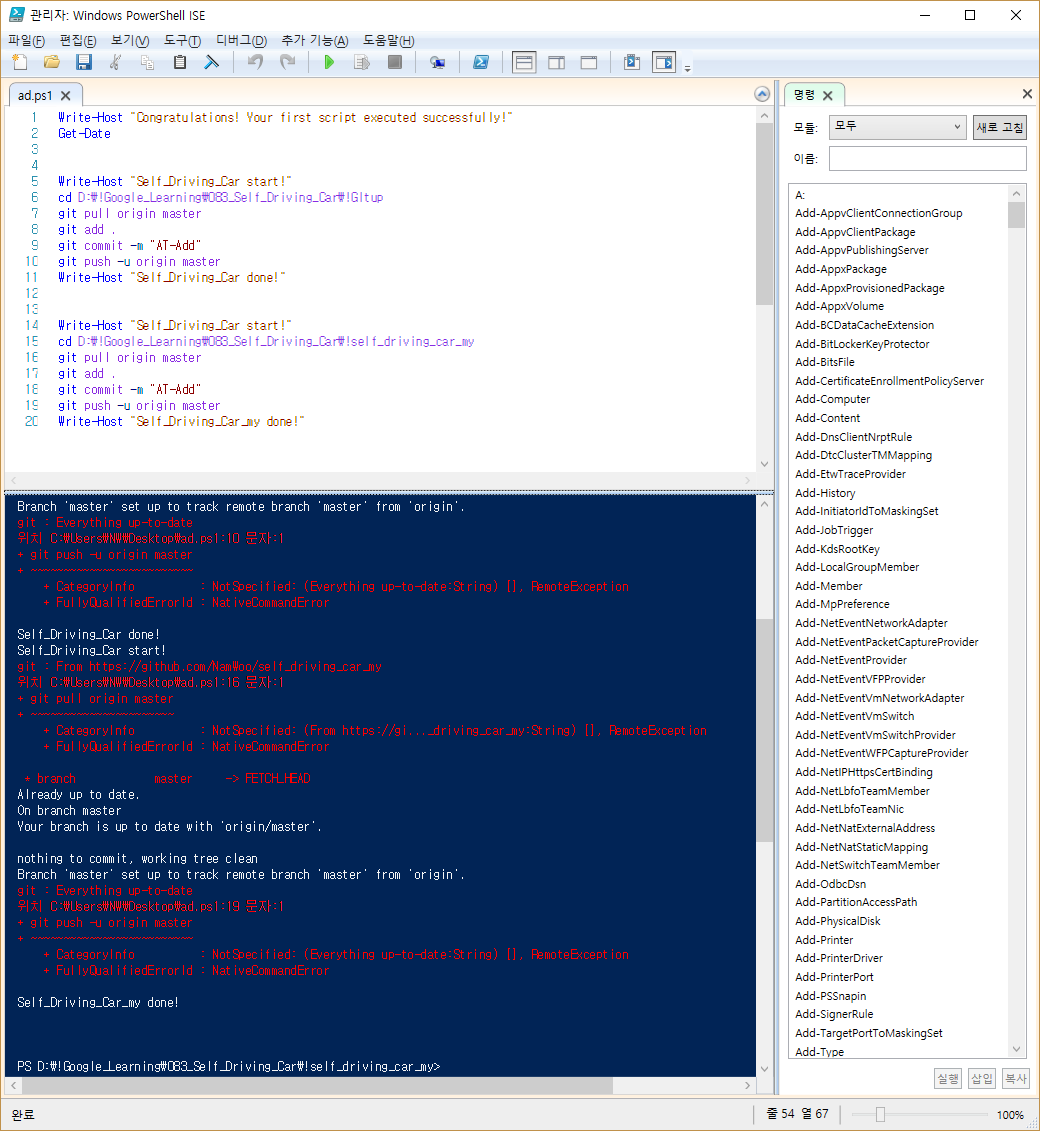 관리자: Windows PowerShell ISE
파일(F) 편집(E) 보기(V) 도구(T) 디버그(D) 추가 기능(A) 도움말(H)
ad.ps1
1 Write-Host "Congratulations! Your first script executed successfully!"
2 Get-Date
3
4
5 Write-Host "Self_Driving_Car start!"
6 cd D:\!Google_Learning\083_Self_Driving_Car\!GItup
7 git pull origin master
8 git add .
9 git commit -m "AT-Add"
10 git push -u origin master
11 Write-Host "Self_Driving_Car done!"
12
13
14 Write-Host "Self_Driving_Car start!"
15 cd D:\!Google_Learning\083_Self_Driving_Car\!self_driving_car_my
16 git pull origin master
17 git add .
18 git commit -m "AT-Add"
19 git push -u origin master
20 Write-Host "Self_Driving_Car_my done!"
Branch 'master' set up to track remote branch 'master' from 'origin'.
git : Everything up-to-date
위치 C:\Users\NW\Desktop\ad.ps1:10 문자:1
+ git push -u origin master
+ ~~~~~~~~~~~~~~~~~~~~~~~~~
+ CategoryInfo : NotSpecified: (Everything up-to-date:String) [], RemoteException
+ FullyQualifiedErrorId : NativeCommandError
Self_Driving_Car done!
Self_Driving_Car start!
git : From https://github.com/NamWoo/self_driving_car_my
위치 C:\Users\NW\Desktop\ad.ps1:16 문자:1
+ git pull origin master
+ ~~~~~~~~~~~~~~~~~~~~~~
+ CategoryInfo : NotSpecified: (From https://gi..._driving_car_my:String) [], RemoteException
+ FullyQualifiedErrorId : NativeCommandError
* branch master -> FETCH_HEAD
Already up to date.
On branch master
Your branch is up to date with 'origin/master'.
nothing to commit, working tree clean
Branch 'master' set up to track remote branch 'master' from 'origin'.
git : Everything up-to-date
위치 C:\Users\NW\Desktop\ad.ps1:19 문자:1
+ git push -u origin master
+ ~~~~~~~~~~~~~~~~~~~~~~~~~
+ CategoryInfo : NotSpecified: (Everything up-to-date:String) [], RemoteException
+ FullyQualifiedErrorId : NativeCommandError
Self_Driving_Car_my done!
PS D:\!Google_Learning\083_Self_Driving_Car\!self_driving_car_my>
명령
모듈: 모두 새로 고침
이름:
A:
Add-AppvClientConnectionGroup
Add-AppvClientPackage
Add-AppvPublishingServer
Add-AppxPackage
Add-AppxProvisionedPackage
Add-AppxVolume
Add-BCDataCacheExtension
Add-BitLockerKeyProtector
Add-BitsFile
Add-CertificateEnrollmentPolicyServer
Add-Computer
Add-Content
Add-DnsClientNrptRule
Add-DtcClusterTMMapping
Add-EtwTraceProvider
Add-History
Add-InitiatorIdToMaskingSet
Add-JobTrigger
Add-KdsRootKey
Add-LocalGroupMember
Add-Member
Add-MpPreference
Add-NetEventNetworkAdapter
Add-NetEventPacketCaptureProvider
Add-NetEventProvider
Add-NetEventVFPProvider
Add-NetEventVmNetworkAdapter
Add-NetEventVmSwitch
Add-NetEventVmSwitchProvider
Add-NetEventWFPCaptureProvider
Add-NetIPHttpsCertBinding
Add-NetLbfoTeamMember
Add-NetLbfoTeamNic
Add-NetNatExternalAddress
Add-NetNatStaticMapping
Add-NetSwitchTeamMember
Add-OdbcDsn
Add-PartitionAccessPath
Add-PhysicalDisk
Add-Printer
Add-PrinterDriver
Add-PrinterPort
Add-PSSnapin
Add-SignerRule
Add-TargetPortToMaskingSet
Add-Type
실행 삽입 복사
완료 줄 54 열 67 100%